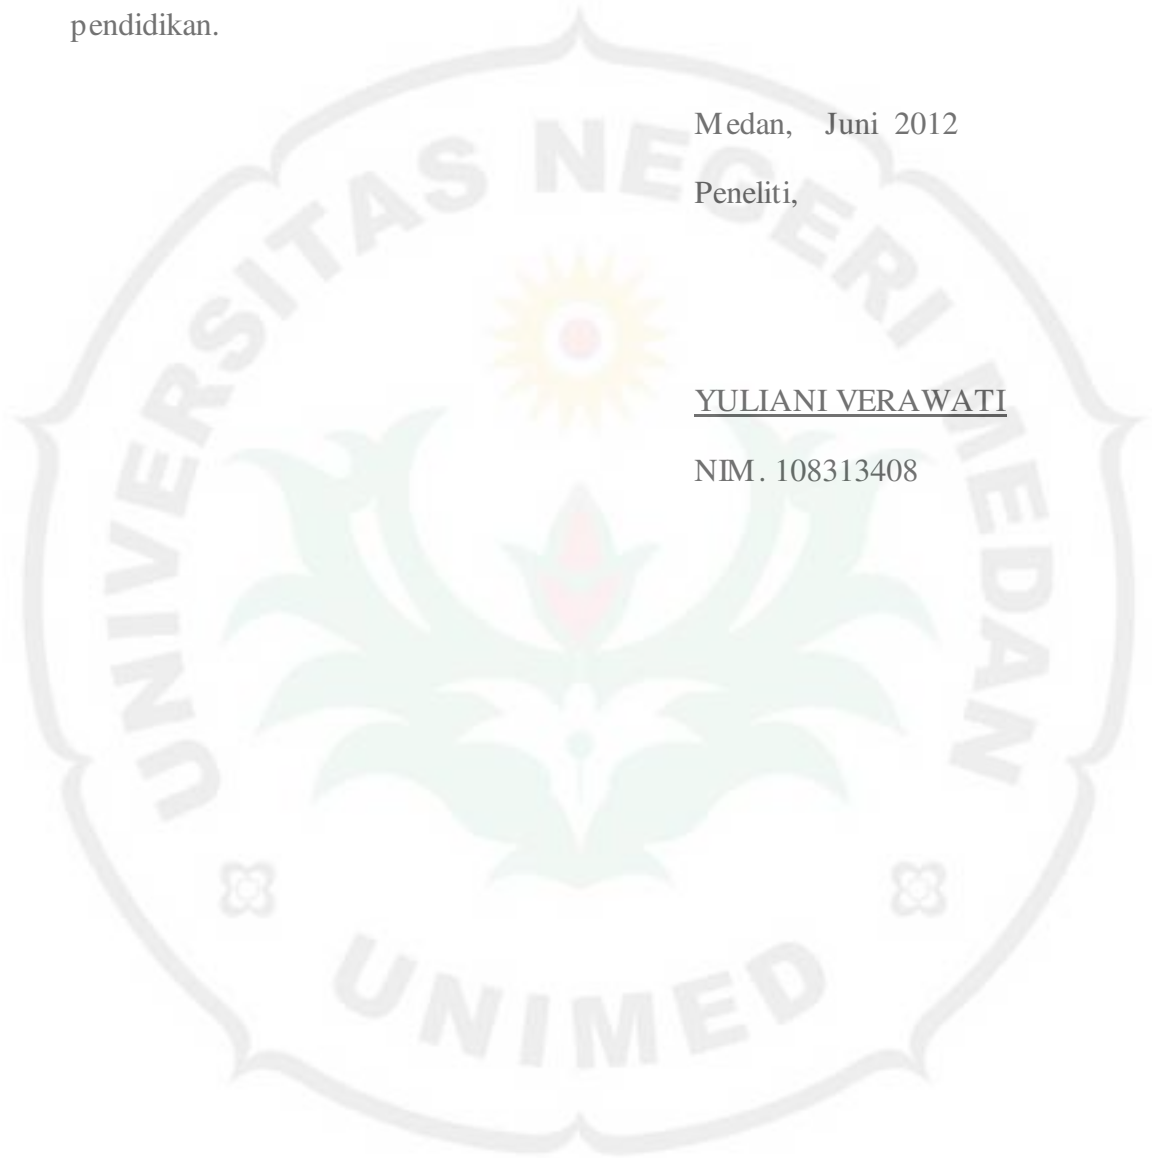 pendidikan.
Medan, Juni 2012
Peneliti,
YULIANI VERAWATI
NIM. 108313408
UNIVERSITAS NEGERI MEDAN
UNIMED